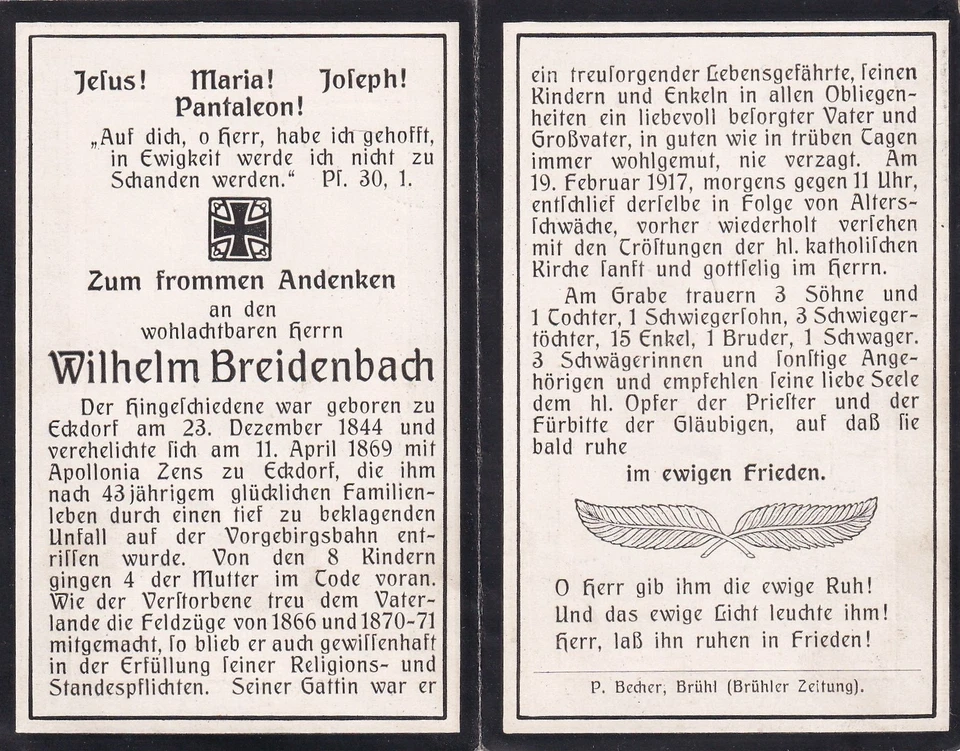 Jeſus! Maria! Joſeph!
Pantaleon!
„Auf dich, o Herr, habe ich gehofft,
in Ewigkeit werde ich nicht zu
Schanden werden.“ Pſ. 30, 1.
Zum frommen Andenken
an den
wohlachtbaren Herrn
Wilhelm Breidenbach
Der Hingeſchiedene war geboren zu
Eckdorf am 23. Dezember 1844 und
verehelichte ſich am 11. April 1869 mit
Apollonia Zens zu Eckdorf, die ihm
nach 43jährigem glücklichen Familien-
leben durch einen tief zu beklagenden
Unfall auf der Vorgebirgsbahn ent-
riſſen wurde. Von den 8 Kindern
gingen 4 der Mutter im Tode voran.
Wie der Verſtorbene treu dem Vater-
lande die Feldzüge von 1866 und 1870-71
mitgemacht, ſo blieb er auch gewiſſenhaft
in der Erfüllung ſeiner Religions- und
Standespflichten. Seiner Gattin war er
ein treuſorgender Lebensgefährte, ſeinen
Kindern und Enkeln in allen Obliegen-
heiten ein liebevoll beſorgter Vater und
Großvater, in guten wie in trüben Tagen
immer wohlgemut, nie verzagt. Am
19. Februar 1917, morgens gegen 11 Uhr,
entſchlief derſelbe in Folge von Alters-
ſchwäche, vorher wiederholt verſehen
mit den Tröſtungen der hl. katholiſchen
Kirche ſanft und gottſelig im Herrn.
Am Grabe trauern 3 Söhne und
1 Tochter, 1 Schwiegerſohn, 3 Schwieger-
töchter, 15 Enkel, 1 Bruder, 1 Schwager.
3 Schwägerinnen und ſonſtige Ange-
hörigen und empfehlen ſeine liebe Seele
dem hl. Opfer der Prieſter und der
Fürbitte der Gläubigen, auf daß ſie
bald ruhe
im ewigen Frieden.
O Herr gib ihm die ewige Ruh!
Und das ewige Licht leuchte ihm!
Herr, laß ihn ruhen in Frieden!
P. Becher, Brühl (Brühler Zeitung).